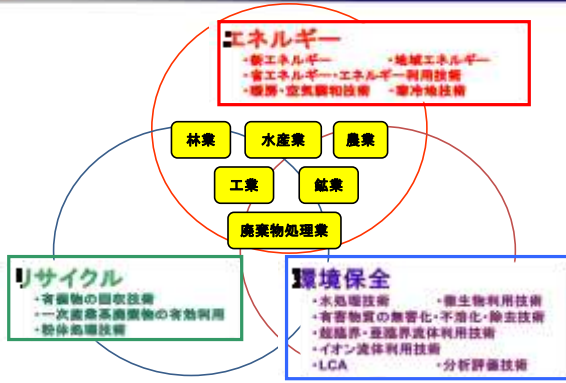 エネルギー
・新エネルギー ・地域エネルギー
・省エネルギー・エネルギー利用技術
・暖房・空気調和技術 ・寒冷地技術
林業 水産業 農業
工業 鉱業
廃棄物処理業
リサイクル
・有価物の回収技術
・一次産業系廃棄物の有効利用
・粉体処理技術
環境保全
・水処理技術 ・微生物利用技術
・有害物質の無害化・不溶化・除去技術
・超臨界・亜臨界流体利用技術
・イオン流体利用技術
・LCA ・分析評価技術